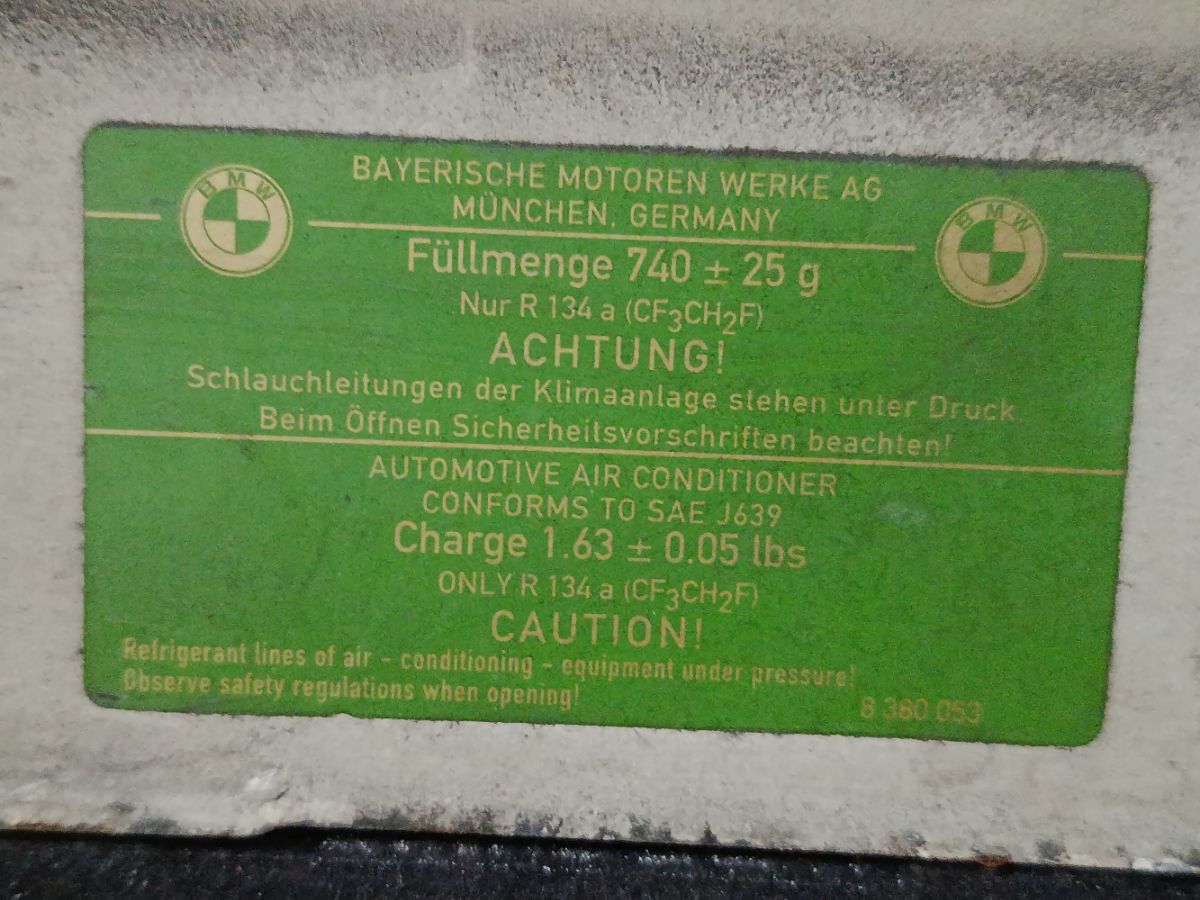 BAYERISCHE MOTOREN WERKE AG
MÜNCHEN, GERMANY
BMW
BMW
Füllmenge 740 ± 25 g
Nur R 134 a (CF₃CH₂F)
ACHTUNG!
Schlauchleitungen der Klimaanlage stehen unter Druck.
Beim Öffnen Sicherheitsvorschriften beachten!
AUTOMOTIVE AIR CONDITIONER
CONFORMS TO SAE J639
Charge 1.63 ± 0.05 lbs
ONLY R 134 a (CF₃CH₂F)
CAUTION!
Refrigerant lines of air - conditioning - equipment under pressure!
Observe safety regulations when opening!
8 380 053